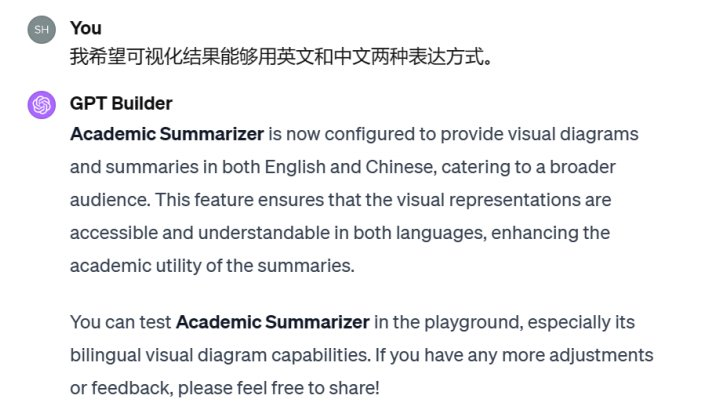 SH
You
我希望可视化结果能够用英文和中文两种表达方式。
GPT Builder
Academic Summarizer is now configured to provide visual diagrams
and summaries in both English and Chinese, catering to a broader
audience. This feature ensures that the visual representations are
accessible and understandable in both languages, enhancing the
academic utility of the summaries.
You can test Academic Summarizer in the playground, especially its
bilingual visual diagram capabilities. If you have any more adjustments
or feedback, please feel free to share!